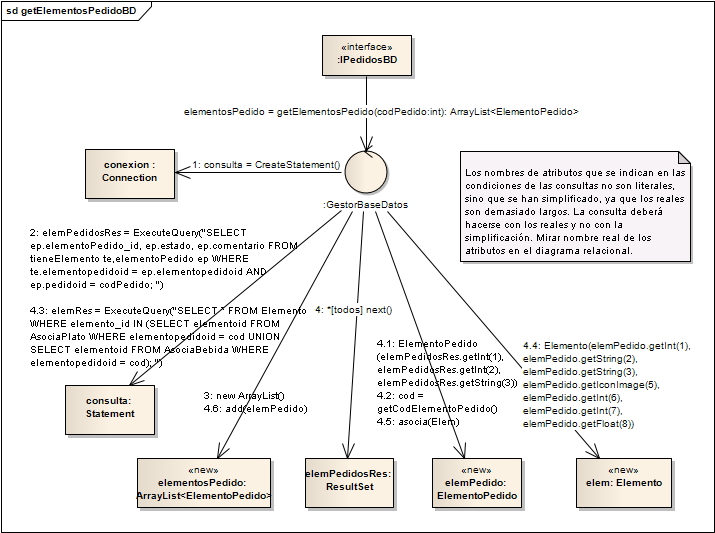 sd getElementosPedidoBD
«interface»
:IPedidosBD
elementosPedido = getElementosPedido(codPedido:int): ArrayList<ElementoPedido>
conexion :
Connection
1: consulta = CreateStatement()
:GestorBaseDatos
Los nombres de atributos que se indican en las
condiciones de las consultas no son literales,
sino que se han simplificado, ya que los reales
son demasiado largos. La consulta deberá
hacerse con los reales y no con la
simplificación. Mirar nombre real de los
atributos en el diagrama relacional.
2: elemPedidosRes = ExecuteQuery("SELECT
ep.elementoPedido_id, ep.estado, ep.comentario FROM
tieneElemento te,elementoPedido ep WHERE
te.elementopedidoid = ep.elementopedidoid AND
ep.pedidoid = codPedido; ")
4.3: elemRes = ExecuteQuery("SELECT * FROM Elemento
WHERE elemento_id IN (SELECT elementoid FROM
AsociaPlato WHERE elementopedidoid = cod UNION
SELECT elementoid FROM AsociaBebida WHERE
elementopedidoid = cod); ")
4: *[todos] next()
4.1: ElementoPedido
(elemPedidosRes.getInt(1),
elemPedidosRes.getInt(2),
elemPedidosRes.getString(3))
4.2: cod =
getCodElementoPedido()
4.5: asocia(Elem)
4.4: Elemento(elemPedido.getInt(1),
elemPedido.getString(2),
elemPedido.getString(3),
elemPedido.getIconImage(5),
elemPedido.getInt(6),
elemPedido.getInt(7),
elemPedido.getFloat(8))
3: new ArrayList()
4.6: add(elemPedido)
consulta:
Statement
«new»
elementosPedido:
ArrayList<ElementoPedido>
elemPedidosRes:
ResultSet
«new»
elemPedido:
ElementoPedido
«new»
elem: Elemento